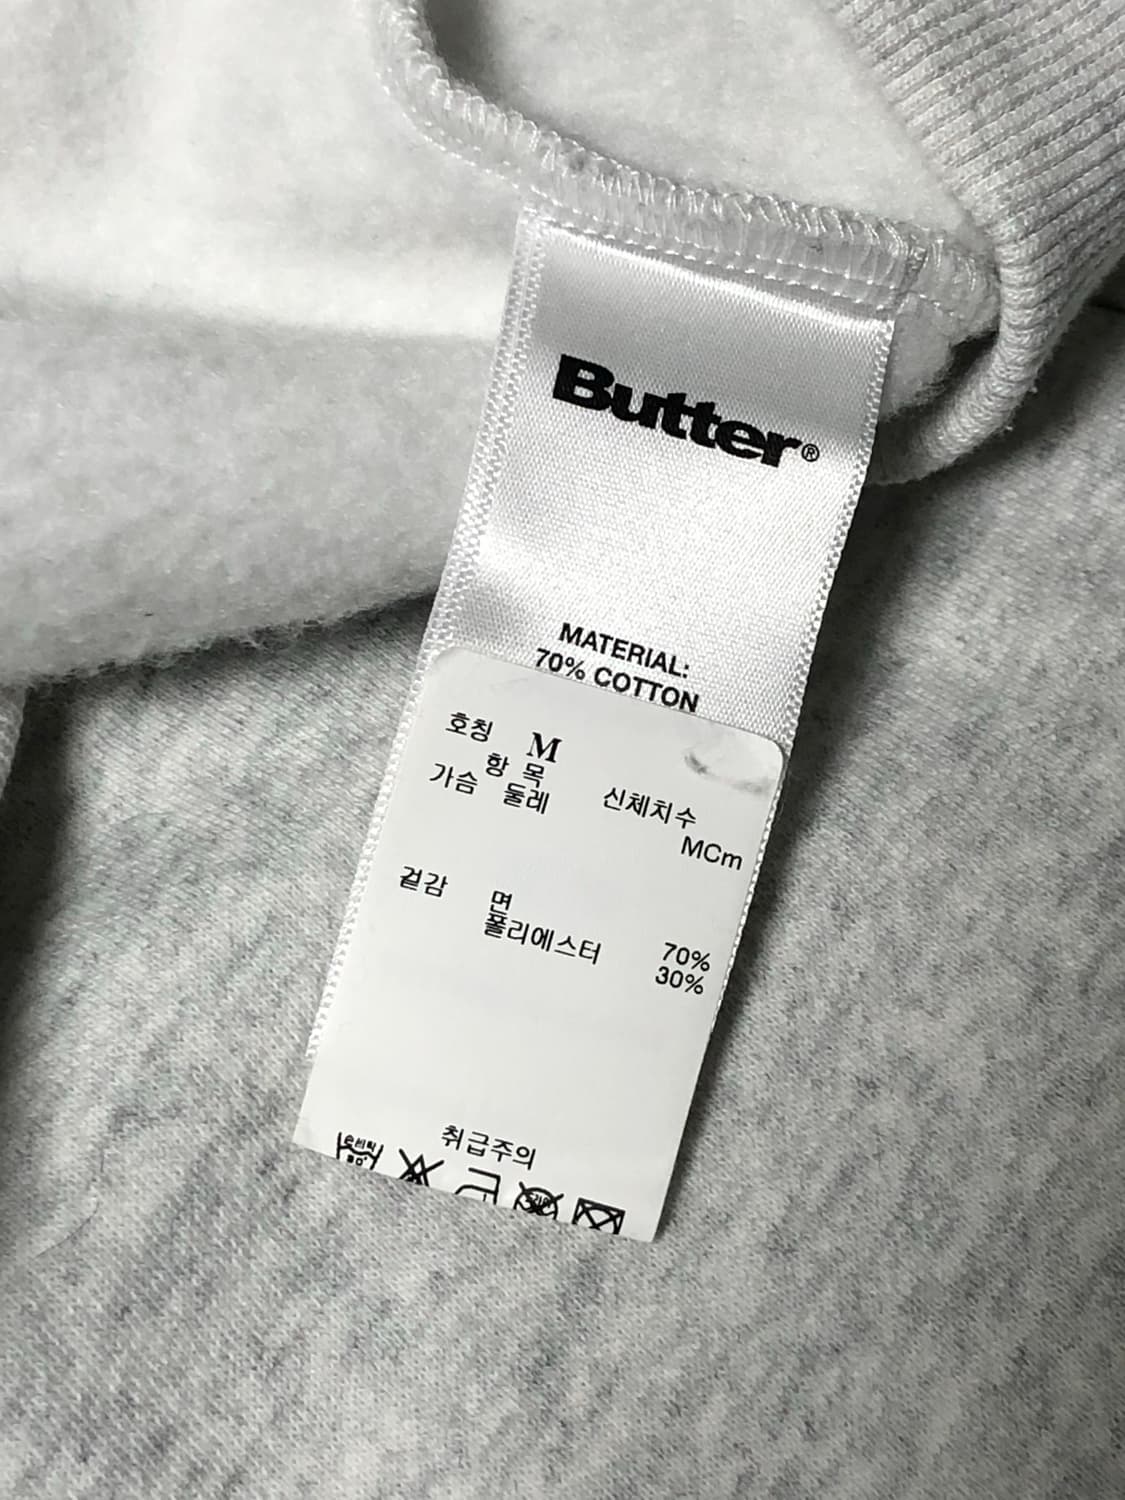 Butter®
MATERIAL:
70% COTTON
호칭 M
항 목 신체치수
가슴 둘레 MCm
겉감 면 70%
폴리에스터 30%
취급주의